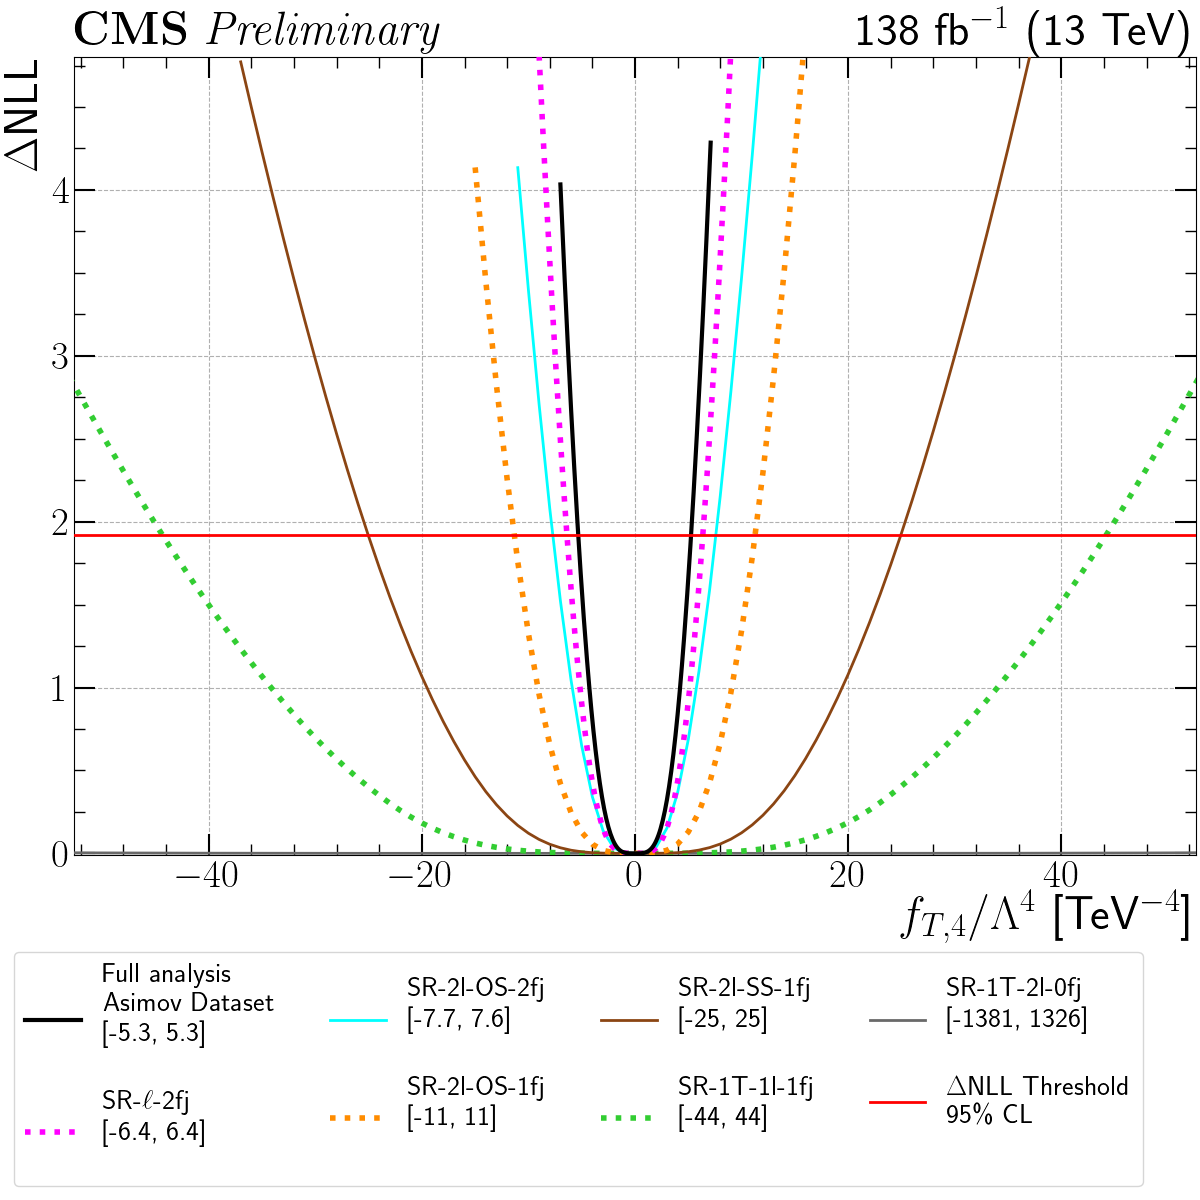 CMS Preliminary 138 fb⁻¹ (13 TeV)
ΔNLL
4
3
2
1
0
−40 −20 0 20 40
f_{T,4}/Λ⁴ [TeV⁻⁴]
Full analysis
Asimov Dataset
[-5.3, 5.3]
SR-ℓ-2fj
[-6.4, 6.4]
SR-2l-OS-2fj
[-7.7, 7.6]
SR-2l-OS-1fj
[-11, 11]
SR-2l-SS-1fj
[-25, 25]
SR-1T-1l-1fj
[-44, 44]
SR-1T-2l-0fj
[-1381, 1326]
ΔNLL Threshold
95% CL